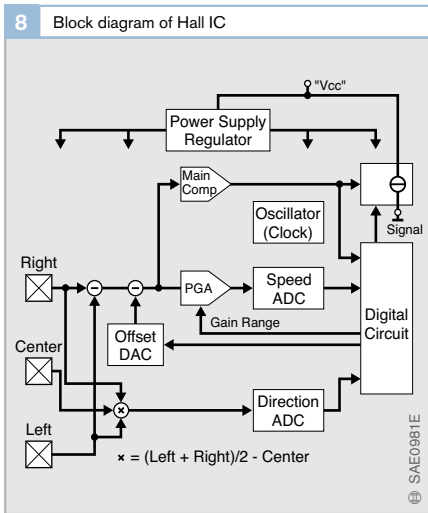 8 Block diagram of Hall IC
"Vcc"
Power Supply
Regulator
Main
Comp.
Oscillator
(Clock)
Signal
Right
−
−
PGA
Speed
ADC
Digital
Circuit
Gain Range
Offset
DAC
Center
×
Direction
ADC
Left
× = (Left + Right)/2 - Center
SAE0981E